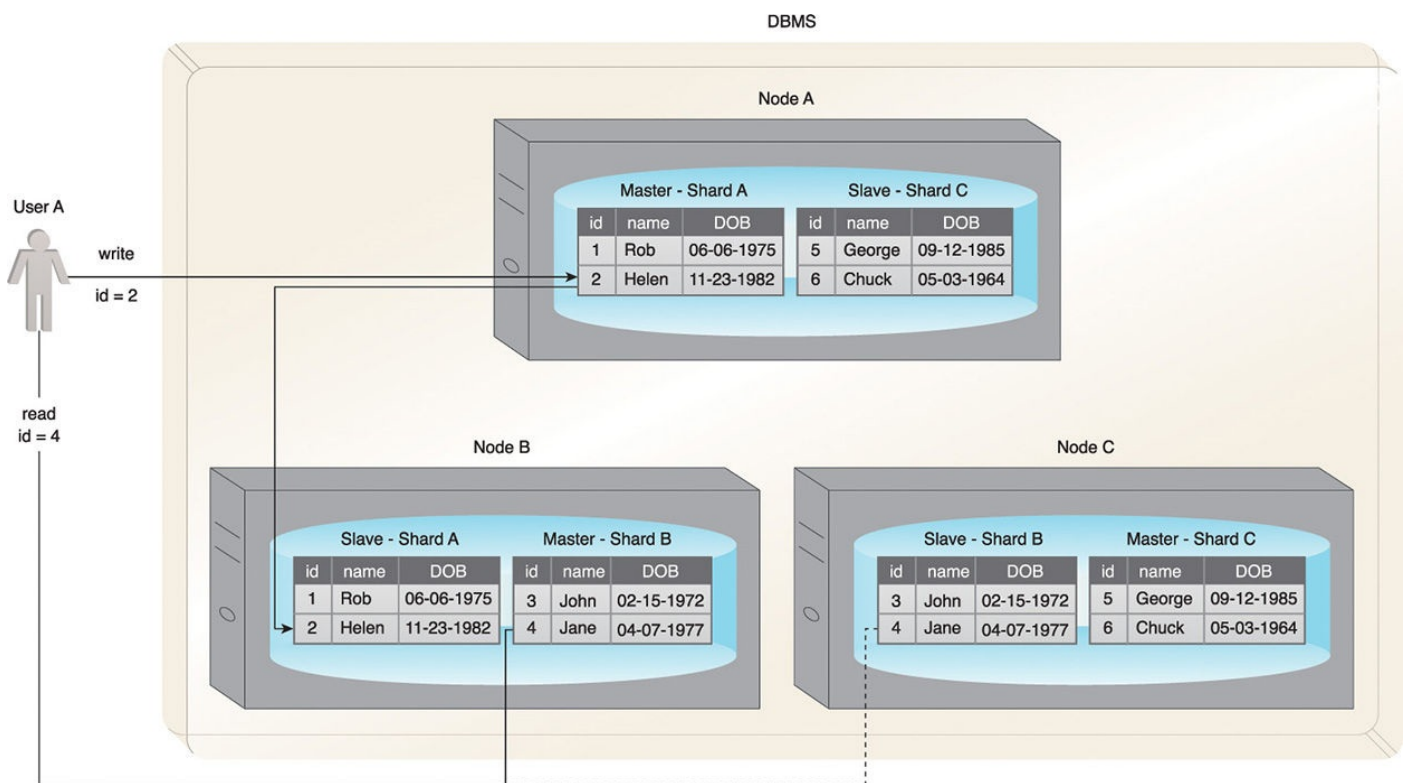 DBMS
Node A
Master - Shard A
id name DOB
1 Rob 06-06-1975
2 Helen 11-23-1982
Slave - Shard C
id name DOB
5 George 09-12-1985
6 Chuck 05-03-1964
User A
write
id = 2
read
id = 4
Node B
Slave - Shard A
id name DOB
1 Rob 06-06-1975
2 Helen 11-23-1982
Master - Shard B
id name DOB
3 John 02-15-1972
4 Jane 04-07-1977
Node C
Slave - Shard B
id name DOB
3 John 02-15-1972
4 Jane 04-07-1977
Master - Shard C
id name DOB
5 George 09-12-1985
6 Chuck 05-03-1964